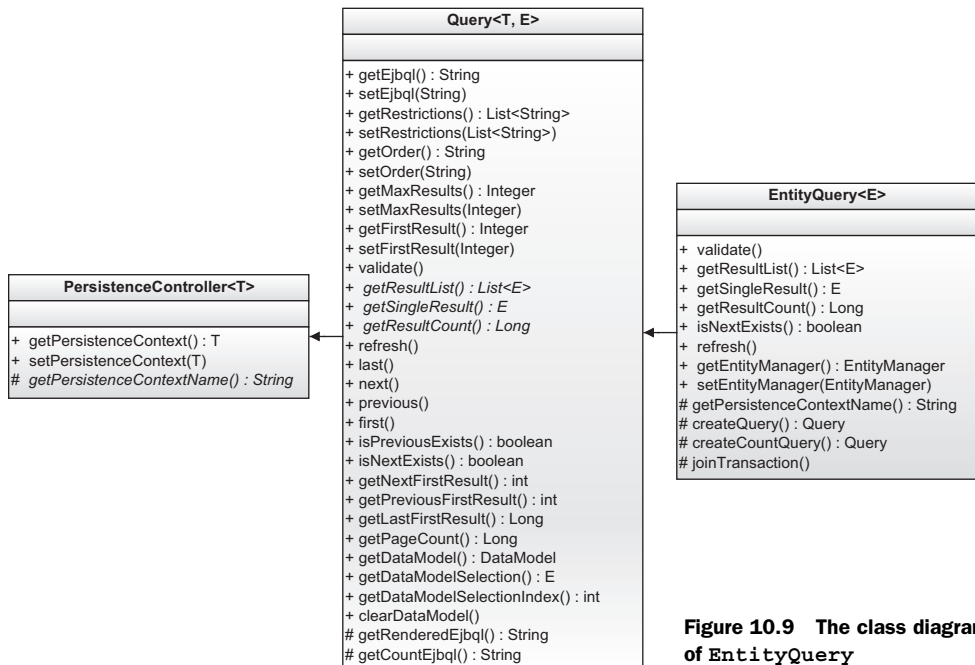 PersistenceController<T>
+ getPersistenceContext() : T
+ setPersistenceContext(T)
# getPersistenceContextName() : String
Query<T, E>
+ getEjbql() : String
+ setEjbql(String)
+ getRestrictions() : List<String>
+ setRestrictions(List<String>)
+ getOrder() : String
+ setOrder(String)
+ getMaxResults() : Integer
+ setMaxResults(Integer)
+ getFirstResult() : Integer
+ setFirstResult(Integer)
+ validate()
+ getResultList() : List<E>
+ getSingleResult() : E
+ getResultCount() : Long
+ refresh()
+ last()
+ next()
+ previous()
+ first()
+ isPreviousExists() : boolean
+ isNextExists() : boolean
+ getNextFirstResult() : int
+ getPreviousFirstResult() : int
+ getLastFirstResult() : Long
+ getPageCount() : Long
+ getDataModel() : DataModel
+ getDataModelSelection() : E
+ getDataModelSelectionIndex() : int
+ clearDataModel()
# getRenderedEjbql() : String
# getCountEjbql() : String
EntityQuery<E>
+ validate()
+ getResultList() : List<E>
+ getSingleResult() : E
+ getResultCount() : Long
+ isNextExists() : boolean
+ refresh()
+ getEntityManager() : EntityManager
+ setEntityManager(EntityManager)
# getPersistenceContextName() : String
# createQuery() : Query
# createCountQuery() : Query
# joinTransaction()
Figure 10.9 The class diagram
of EntityQuery